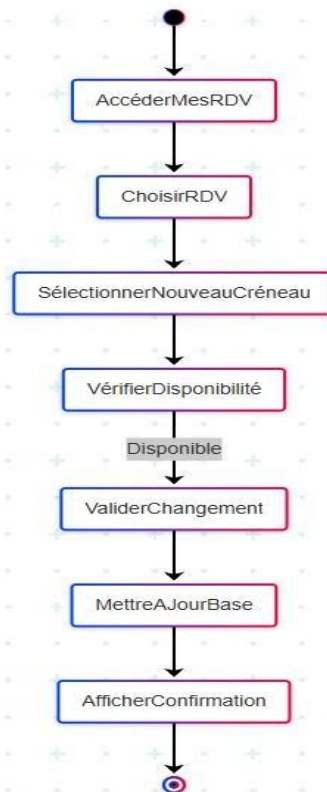 AccéderMesRDV
ChoisirRDV
SélectionnerNouveauCréneau
VérifierDisponibilité
Disponible
ValiderChangement
MettreAJourBase
AfficherConfirmation